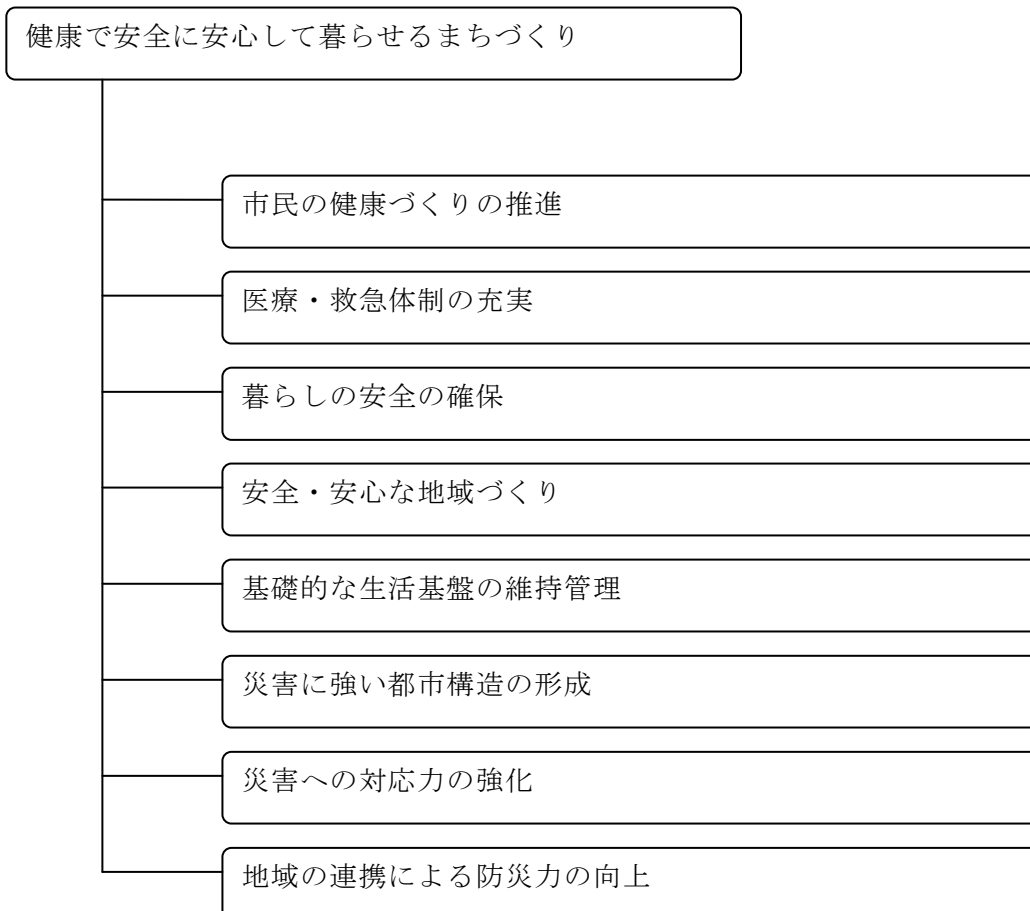 健康で安全に安心して暮らせるまちづくり
市民の健康づくりの推進
医療・救急体制の充実
暮らしの安全の確保
安全・安心な地域づくり
基礎的な生活基盤の維持管理
災害に強い都市構造の形成
災害への対応力の強化
地域の連携による防災力の向上